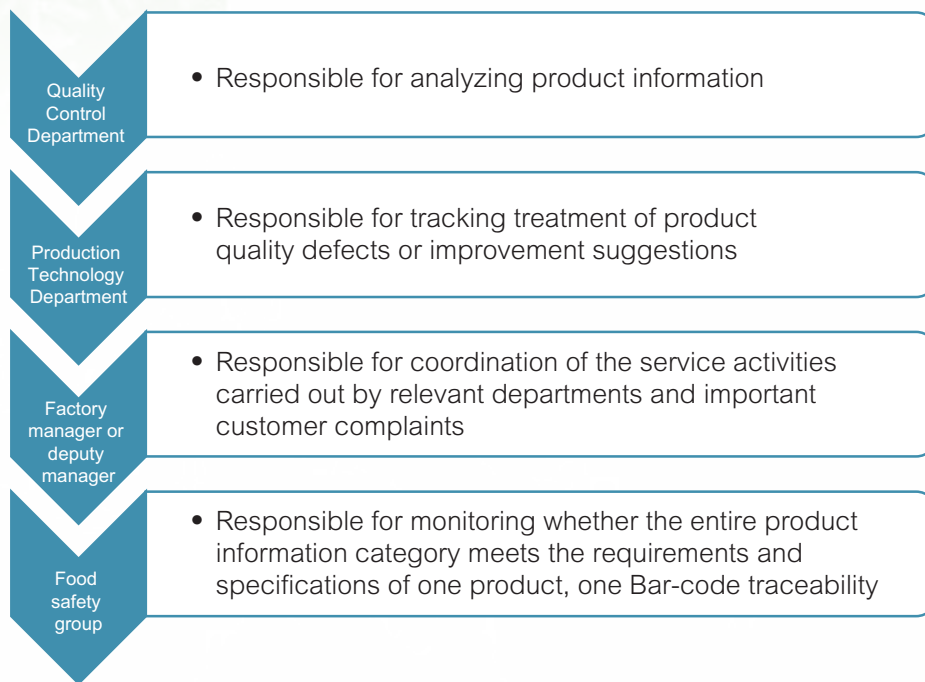 Quality
Control
Department
• Responsible for analyzing product information
Production
Technology
Department
• Responsible for tracking treatment of product
quality defects or improvement suggestions
Factory
manager or
deputy
manager
• Responsible for coordination of the service activities
carried out by relevant departments and important
customer complaints
Food
safety
group
• Responsible for monitoring whether the entire product
information category meets the requirements and
specifications of one product, one Bar-code traceability